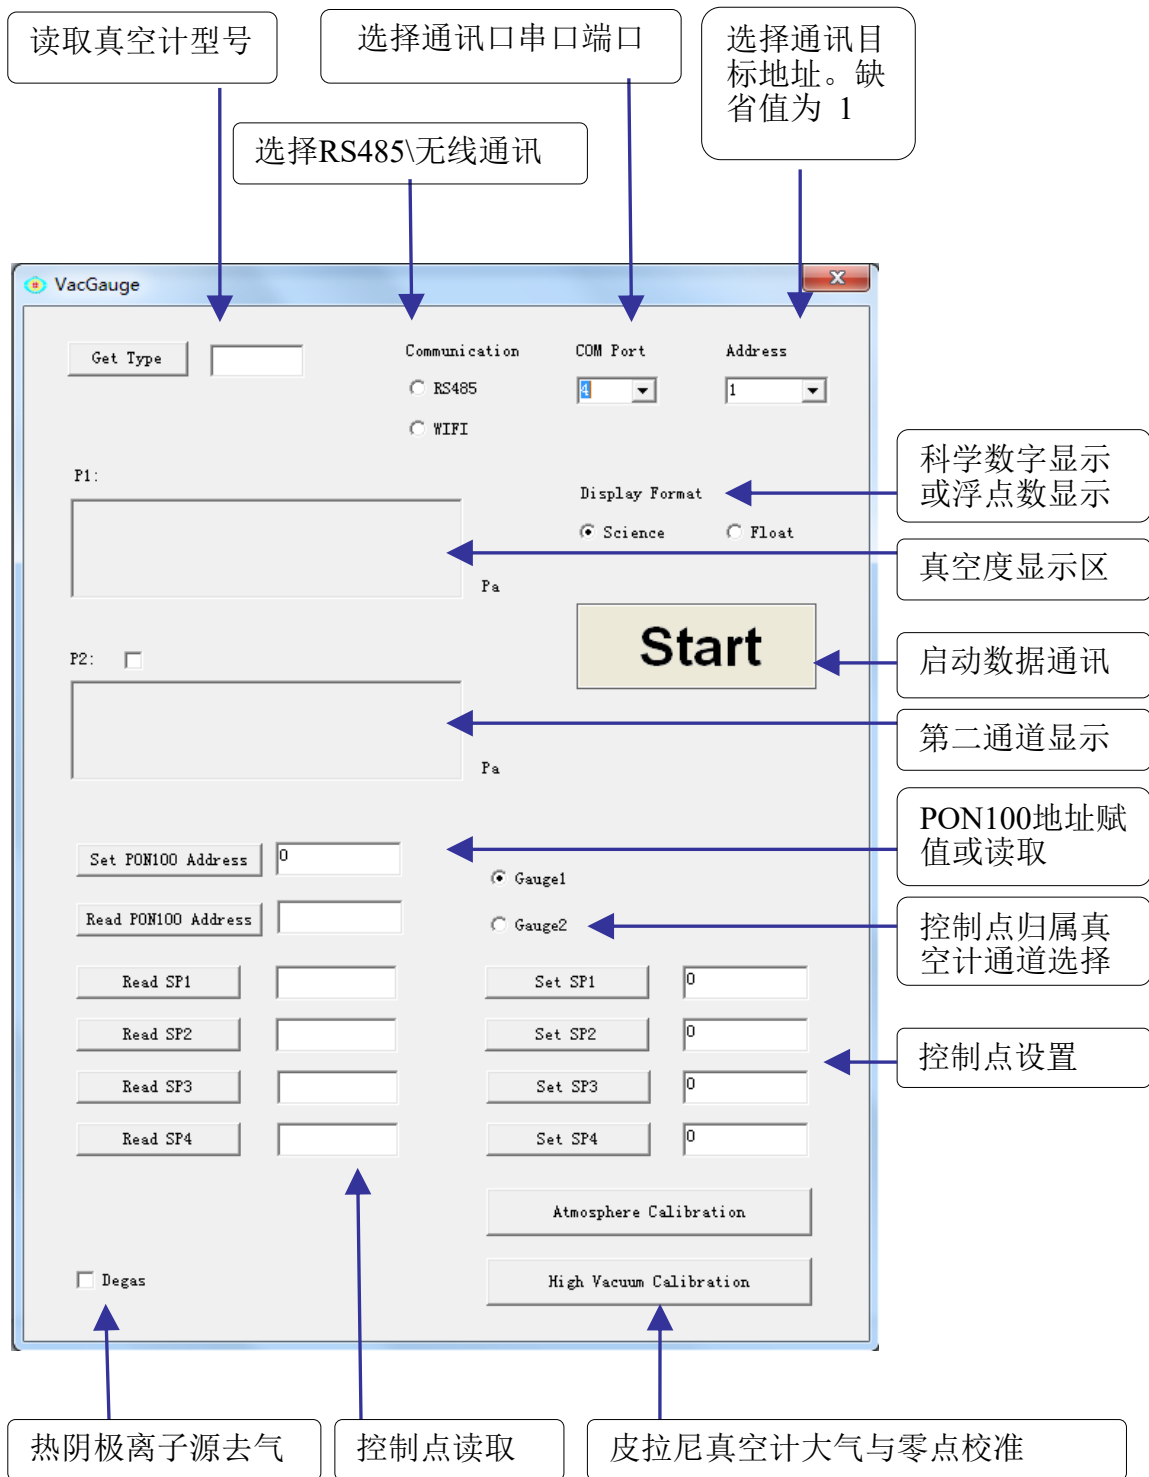 读取真空计型号
选择通讯口串口端口
选择通讯目
标地址。缺
省值为 1
选择RS485\无线通讯
VacGauge
Get Type
Communication
COM Port
Address
RS485
4
1
WIFI
科学数字显示
或浮点数显示
P1:
Display Format
Science
Float
真空度显示区
Pa
Start
启动数据通讯
P2:
第二通道显示
Pa
PON100地址赋
值或读取
Set PON100 Address
0
Gauge1
Read PON100 Address
Gauge2
控制点归属真
空计通道选择
Read SP1
Set SP1
0
Read SP2
Set SP2
0
控制点设置
Read SP3
Set SP3
0
Read SP4
Set SP4
0
Atmosphere Calibration
Degas
High Vacuum Calibration
热阴极离子源去气
控制点读取
皮拉尼真空计大气与零点校准